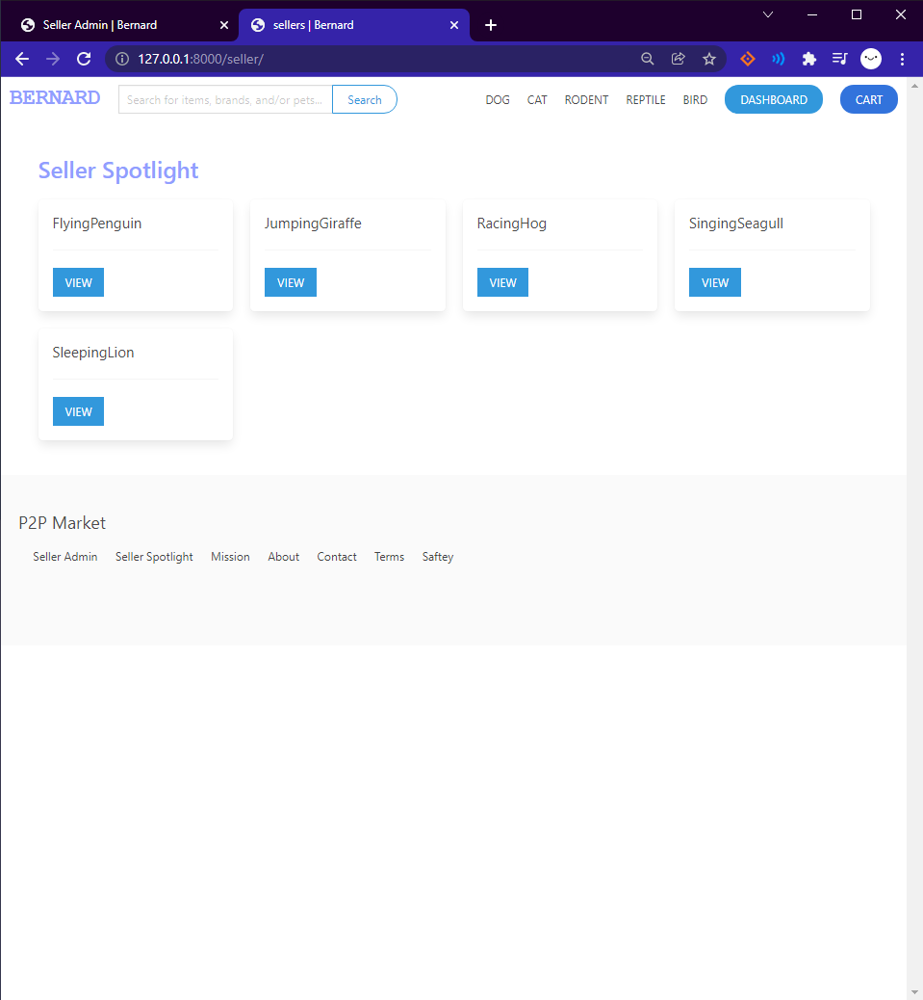 Seller Admin | Bernard
sellers | Bernard
127.0.0.1:8000/seller/
BERNARD
Search for items, brands, and/or pets...
Search
DOG CAT RODENT REPTILE BIRD DASHBOARD CART
Seller Spotlight
FlyingPenguin JumpingGiraffe RacingHog SingingSeagull
VIEW VIEW VIEW VIEW
SleepingLion
VIEW
P2P Market
Seller Admin Seller Spotlight Mission About Contact Terms Saftey